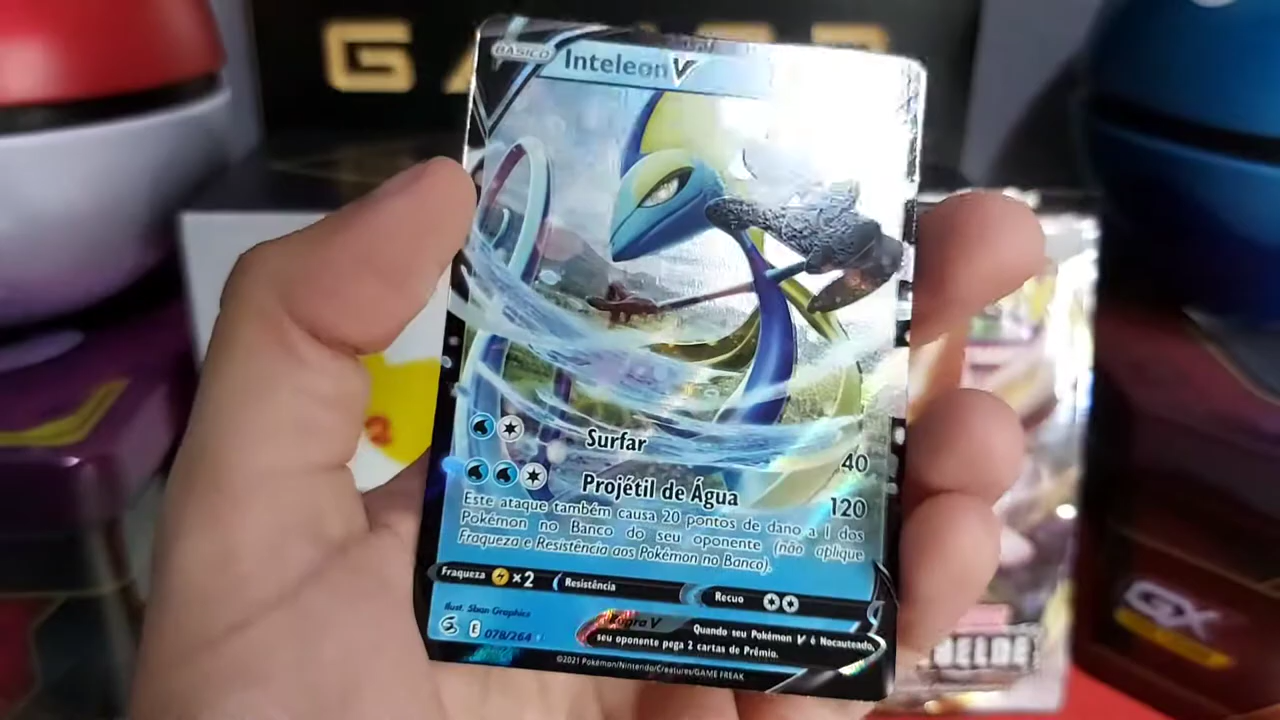 BÁSICO
Inteleon V
Surfar
40
Projétil de Água
120
Este ataque também causa 20 pontos de dano a 1 dos
Pokémon no Banco do seu oponente (não aplique
Fraqueza e Resistência aos Pokémon no Banco).
Fraqueza ×2 Resistência Recuo
Illus. 5ban Graphics
E 078/264
Regra V Quando seu Pokémon V é Nocauteado,
seu oponente pega 2 cartas de Prêmio.
©2021 Pokémon/Nintendo/Creatures/GAME FREAK
GX